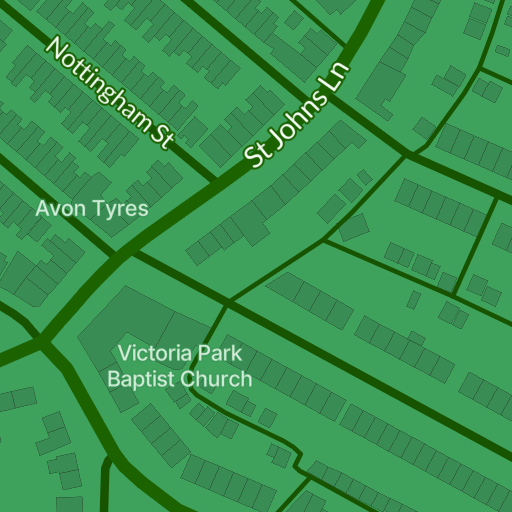 Nottingham St
St Johns Ln
Avon Tyres
Victoria Park
Baptist Church